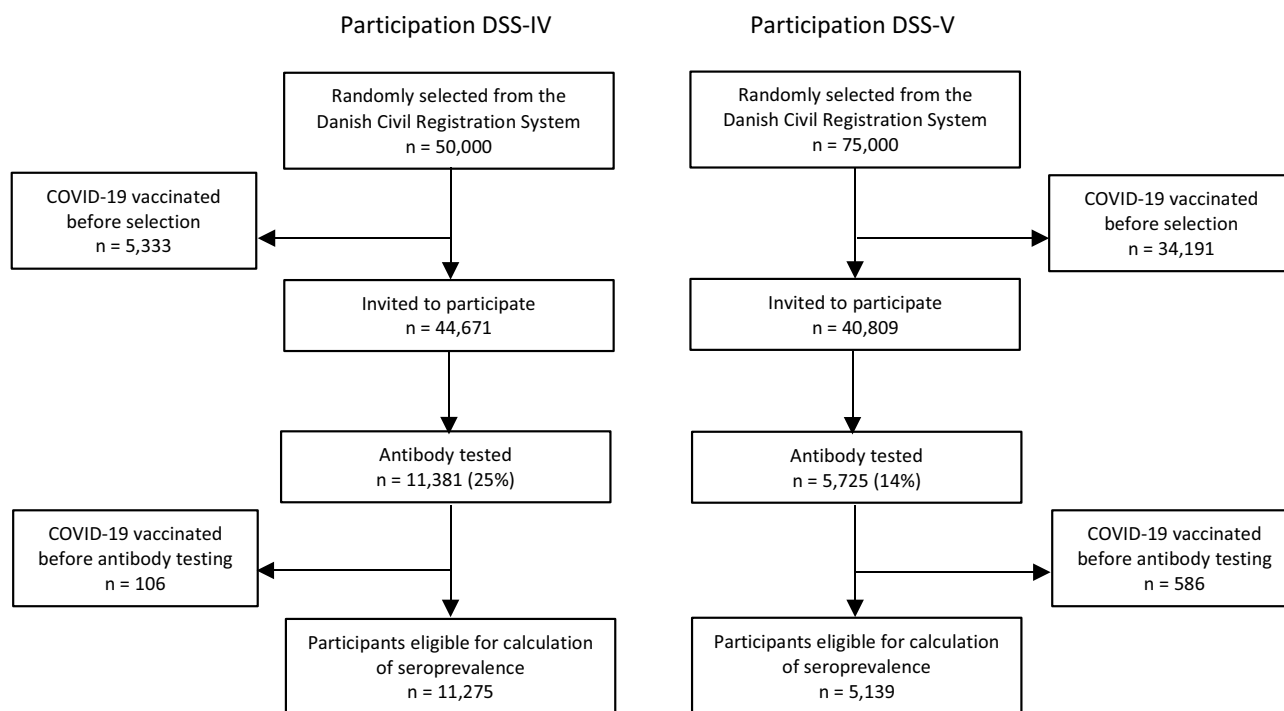 Participation DSS-IV
Randomly selected from the
Danish Civil Registration System
n = 50,000
COVID-19 vaccinated
before selection
n = 5,333
Invited to participate
n = 44,671
Antibody tested
n = 11,381 (25%)
COVID-19 vaccinated
before antibody testing
n = 106
Participants eligible for calculation
of seroprevalence
n = 11,275
Participation DSS-V
Randomly selected from the
Danish Civil Registration System
n = 75,000
COVID-19 vaccinated
before selection
n = 34,191
Invited to participate
n = 40,809
Antibody tested
n = 5,725 (14%)
COVID-19 vaccinated
before antibody testing
n = 586
Participants eligible for calculation
of seroprevalence
n = 5,139